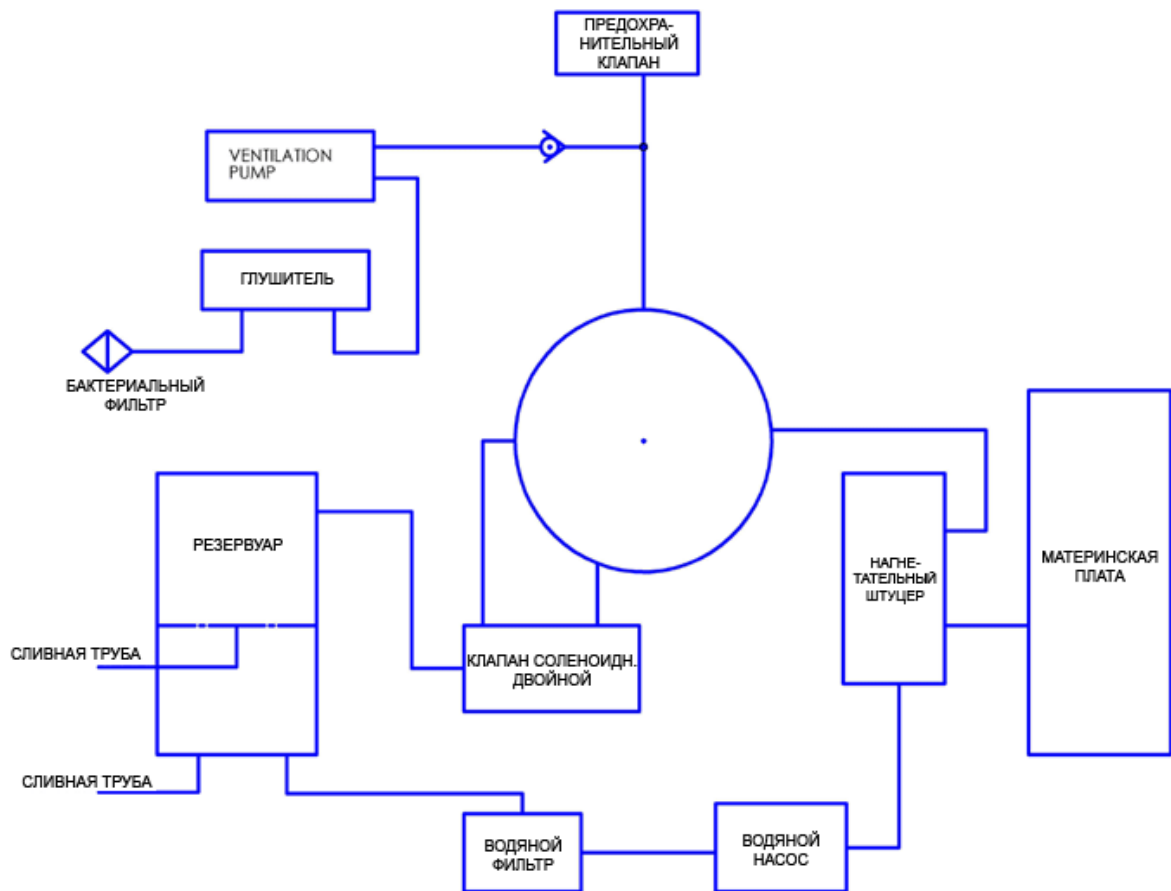 ПРЕДОХРА-
НИТЕЛЬНЫЙ
КЛАПАН
VENTILATION
PUMP
ГЛУШИТЕЛЬ
БАКТЕРИАЛЬНЫЙ
ФИЛЬТР
РЕЗЕРВУАР
НАГНЕ-
ТАТЕЛЬНЫЙ
ШТУЦЕР
МАТЕРИНСКАЯ
ПЛАТА
СЛИВНАЯ ТРУБА
КЛАПАН СОЛЕНОИДН.
ДВОЙНОЙ
СЛИВНАЯ ТРУБА
ВОДЯНОЙ
ФИЛЬТР
ВОДЯНОЙ
НАСОС